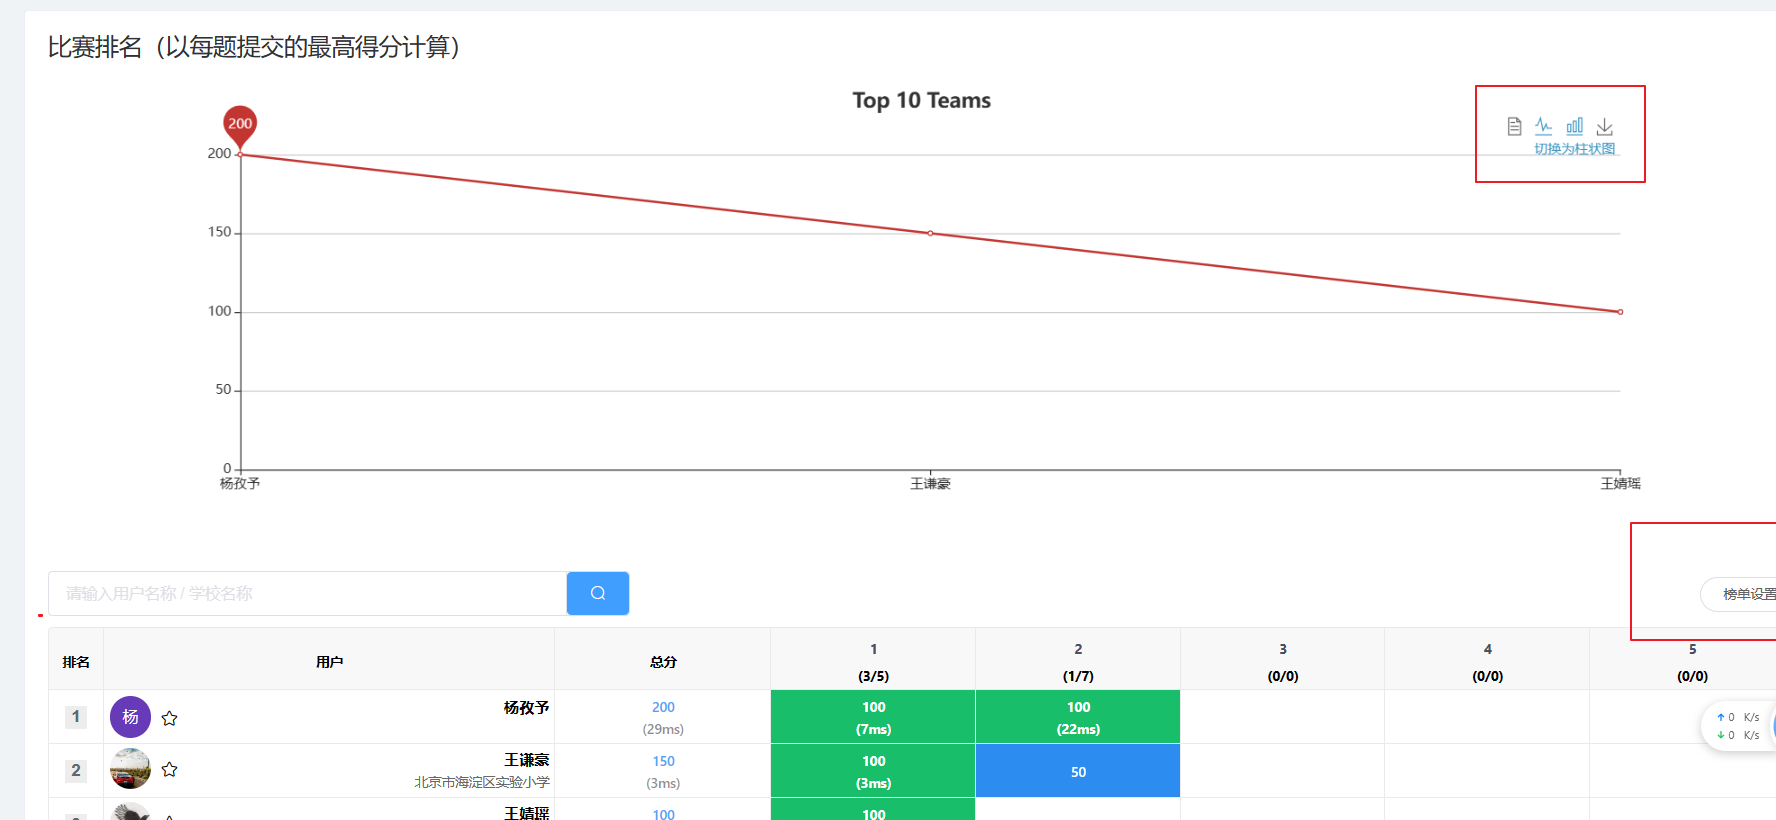 比赛排名（以每题提交的最高得分计算）
Top 10 Teams
切换为柱状图
200
200
150
100
50
0
杨孜予
王谦豪
王婧瑶
请输入用户名称 / 学校名称
榜单设置
排名
用户
总分
1
(3/5)
2
(1/7)
3
(0/0)
4
(0/0)
5
(0/0)
1
杨
杨孜予
200
(29ms)
100
(7ms)
100
(22ms)
2
王谦豪
北京市海淀区实验小学
150
(3ms)
100
(3ms)
50
王婧瑶
100
100
0 K/s
0 K/s